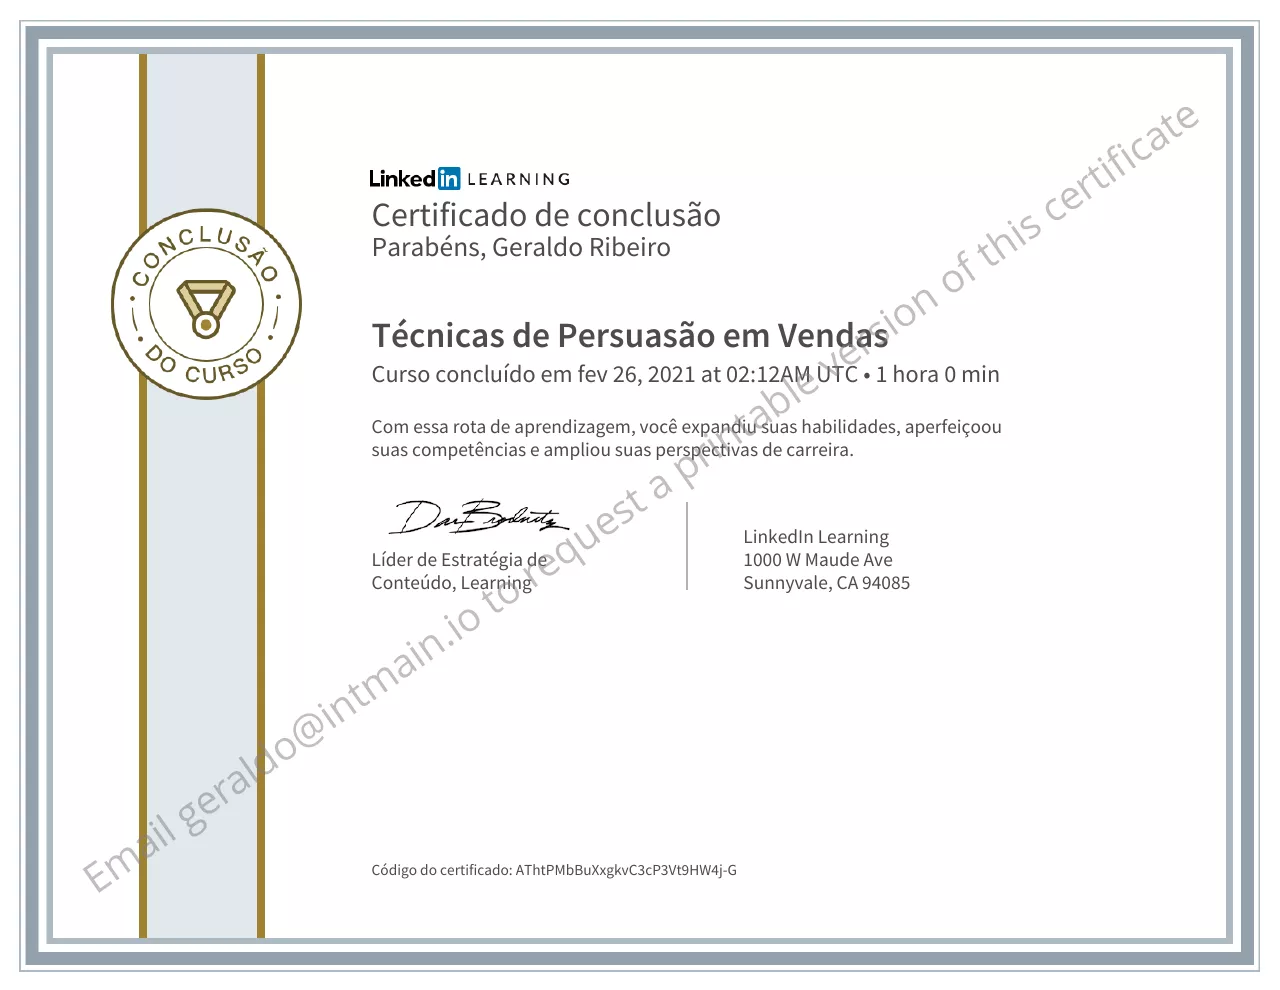 LinkedIn LEARNING
Certificado de conclusão
Parabéns, Geraldo Ribeiro
CONCLUSÃO
DO CURSO
Técnicas de Persuasão em Vendas
Curso concluído em fev 26, 2021 at 02:12AM UTC • 1 hora 0 min
Com essa rota de aprendizagem, você expandiu suas habilidades, aperfeiçoou
suas competências e ampliou suas perspectivas de carreira.
Líder de Estratégia de
Conteúdo, Learning
LinkedIn Learning
1000 W Maude Ave
Sunnyvale, CA 94085
Código do certificado: AThtPMbBuXxgkvC3cP3Vt9HW4j-G
Email geraldo@intmain.io to request a printable version of this certificate